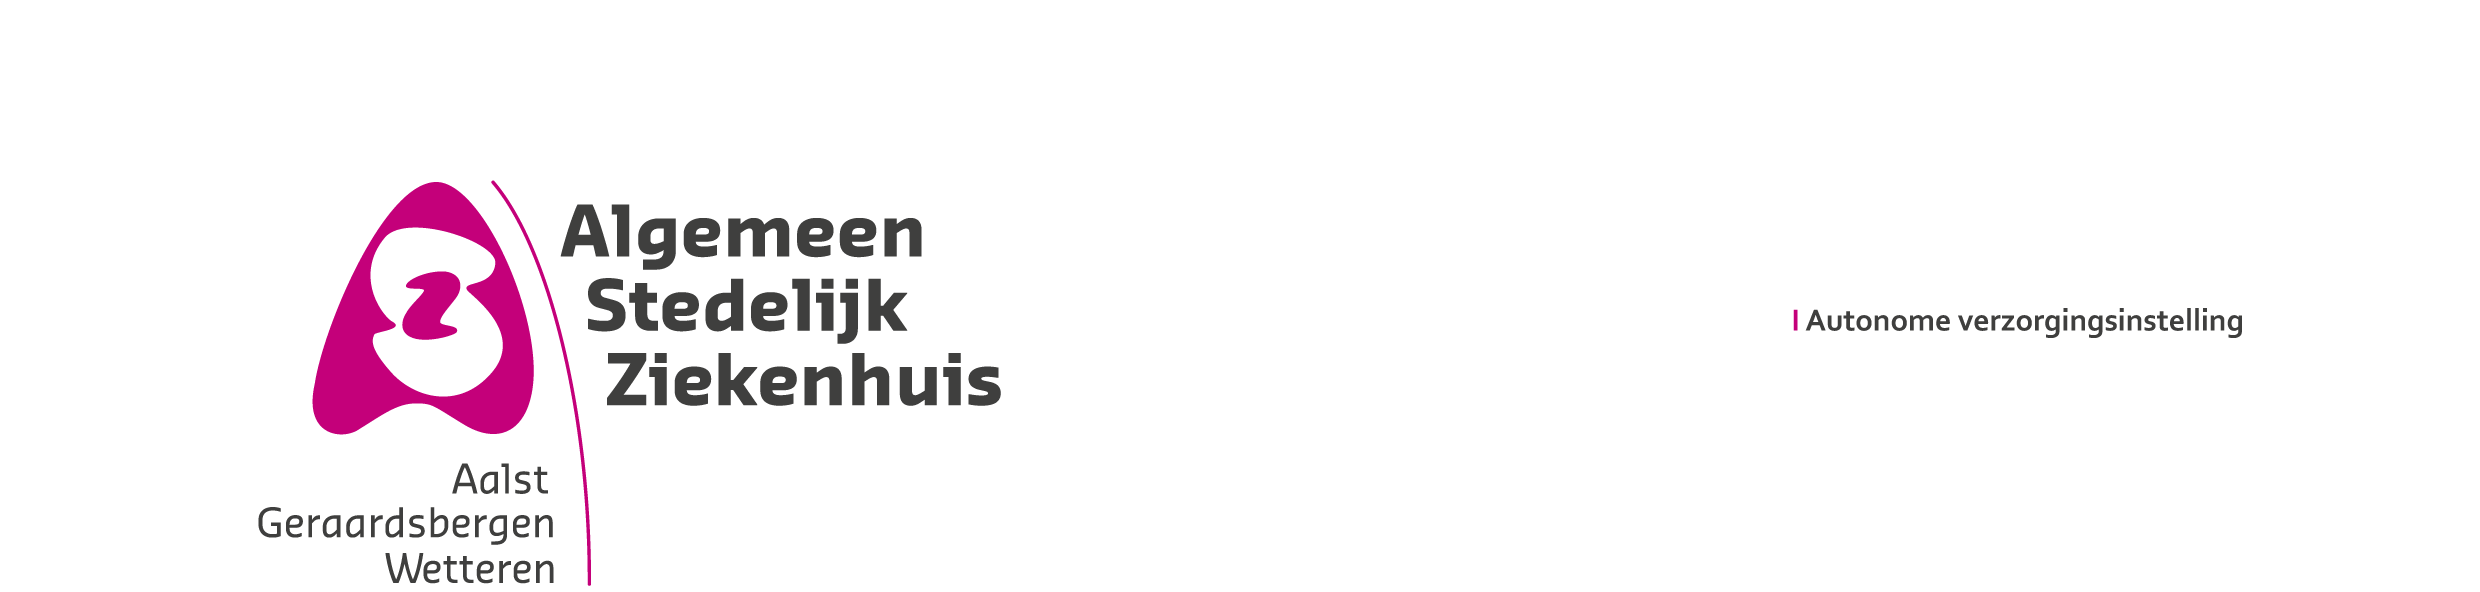 Algemeen
Stedelijk
Ziekenhuis
Aalst
Geraardsbergen
Wetteren
| Autonome verzorgingsinstelling